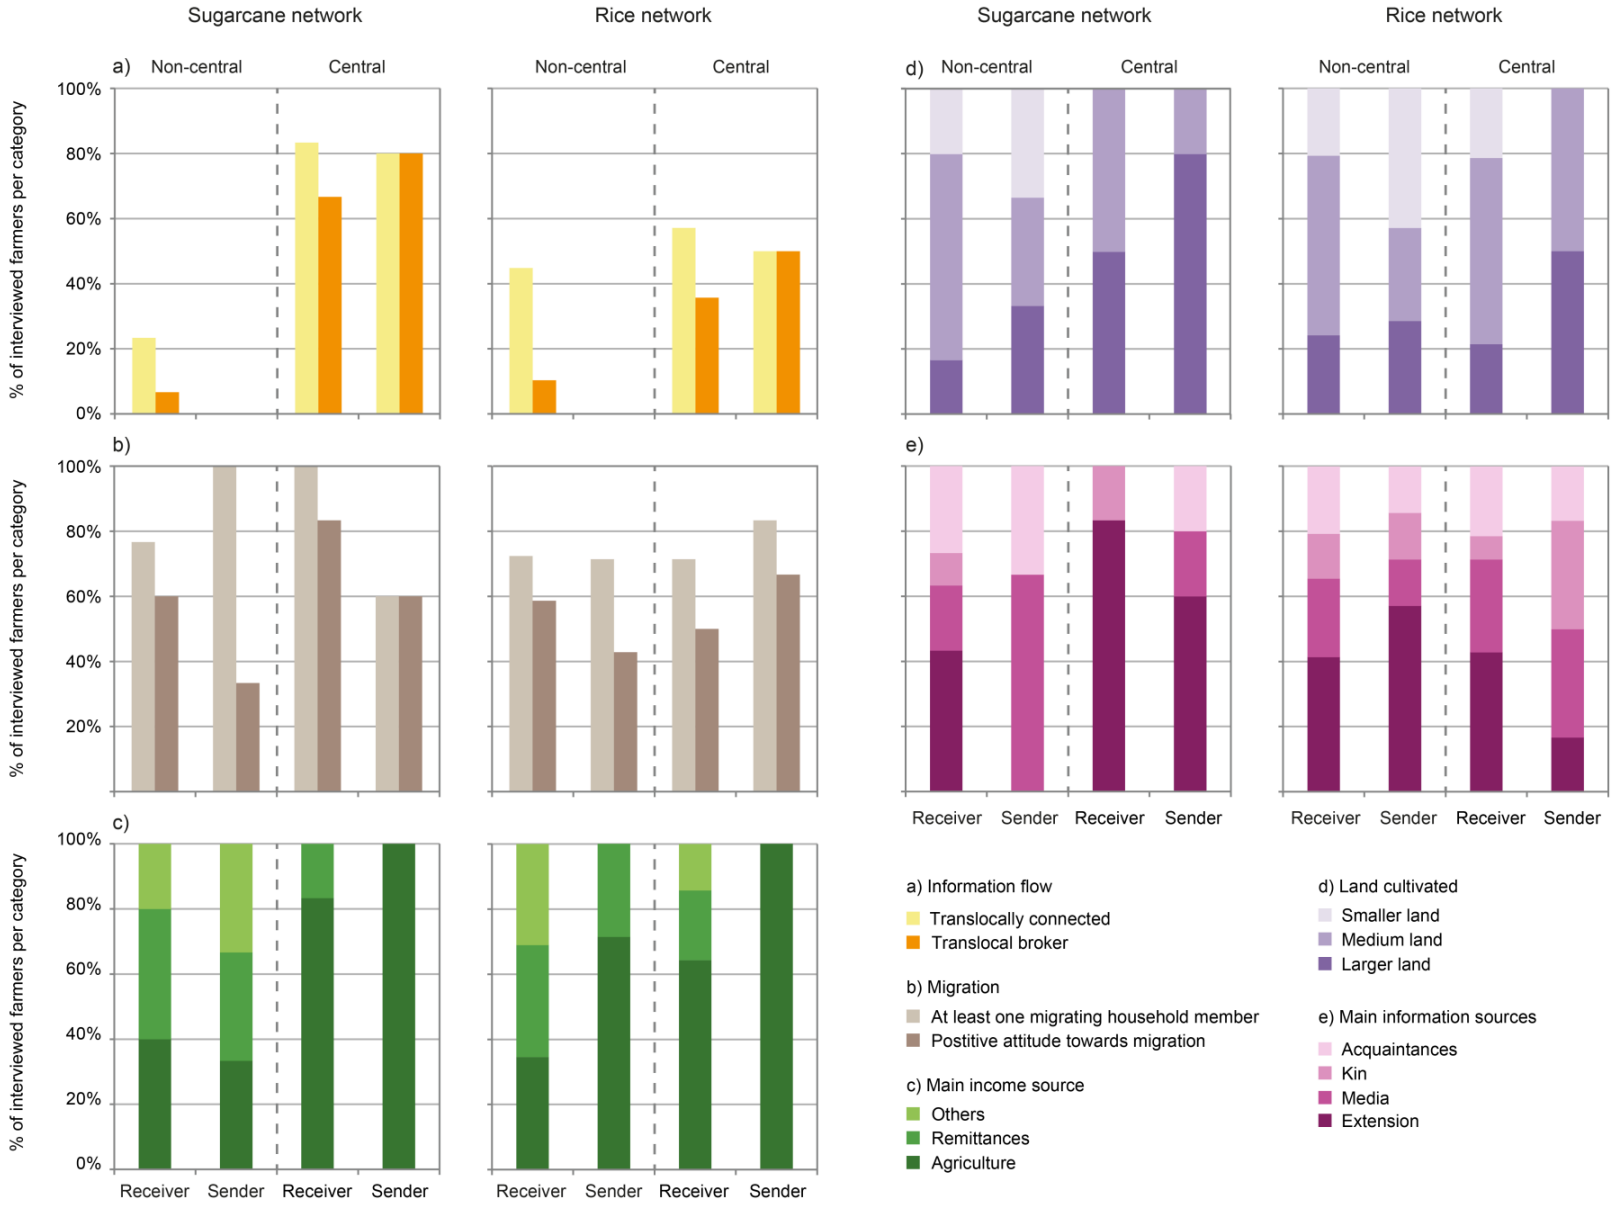 Sugarcane network
Rice network
Sugarcane network
Rice network
a)
Non-central
Central
Non-central
Central
d)
Non-central
Central
Non-central
Central
% of interviewed farmers per category
100%
80%
60%
40%
20%
0%
b)
e)
% of interviewed farmers per category
100%
80%
60%
40%
20%
Receiver Sender Receiver Sender
Receiver Sender Receiver Sender
c)
% of interviewed farmers per category
100%
80%
60%
40%
20%
0%
Receiver Sender Receiver Sender
Receiver Sender Receiver Sender
a) Information flow
Translocally connected
Translocal broker
b) Migration
At least one migrating household member
Postitive attitude towards migration
c) Main income source
Others
Remittances
Agriculture
d) Land cultivated
Smaller land
Medium land
Larger land
e) Main information sources
Acquaintances
Kin
Media
Extension